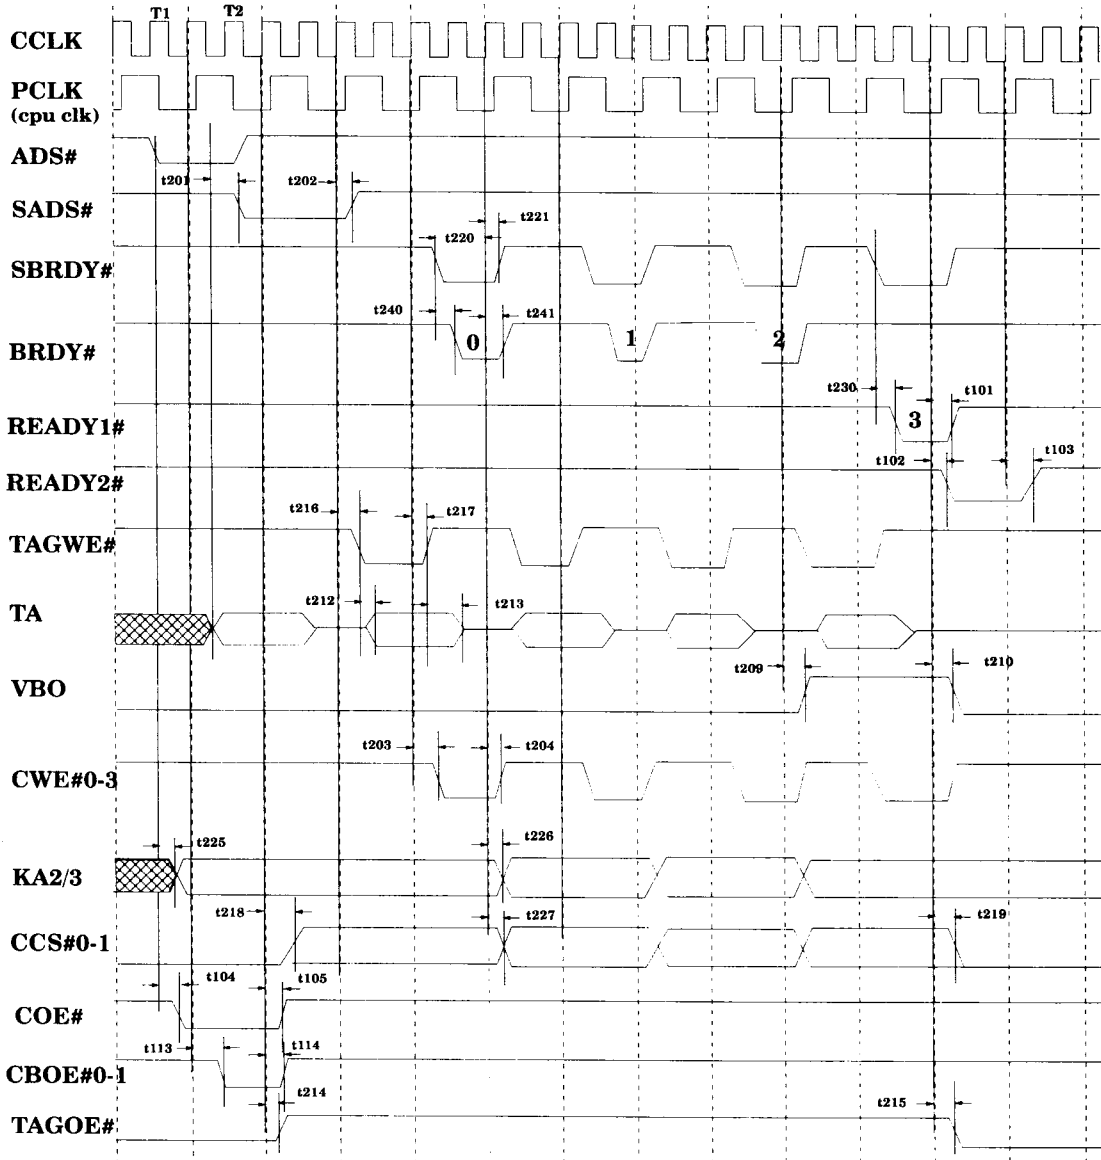 T1 T2
CCLK
PCLK
(cpu clk)
ADS#
t201 t202
SADS#
t221
t220
SBRDY#
t240 t241
BRDY# 0 1 2
t230 t101
READY1# 3
t102 t103
READY2#
t216 t217
TAGWE#
t212 t213
TA
t209 t210
VBO
t203 t204
CWE#0-3
t225 t226
KA2/3
t218 t227 t219
CCS#0-1
t104 t105
COE#
t113 t114
CBOE#0-1
t214 t215
TAGOE#